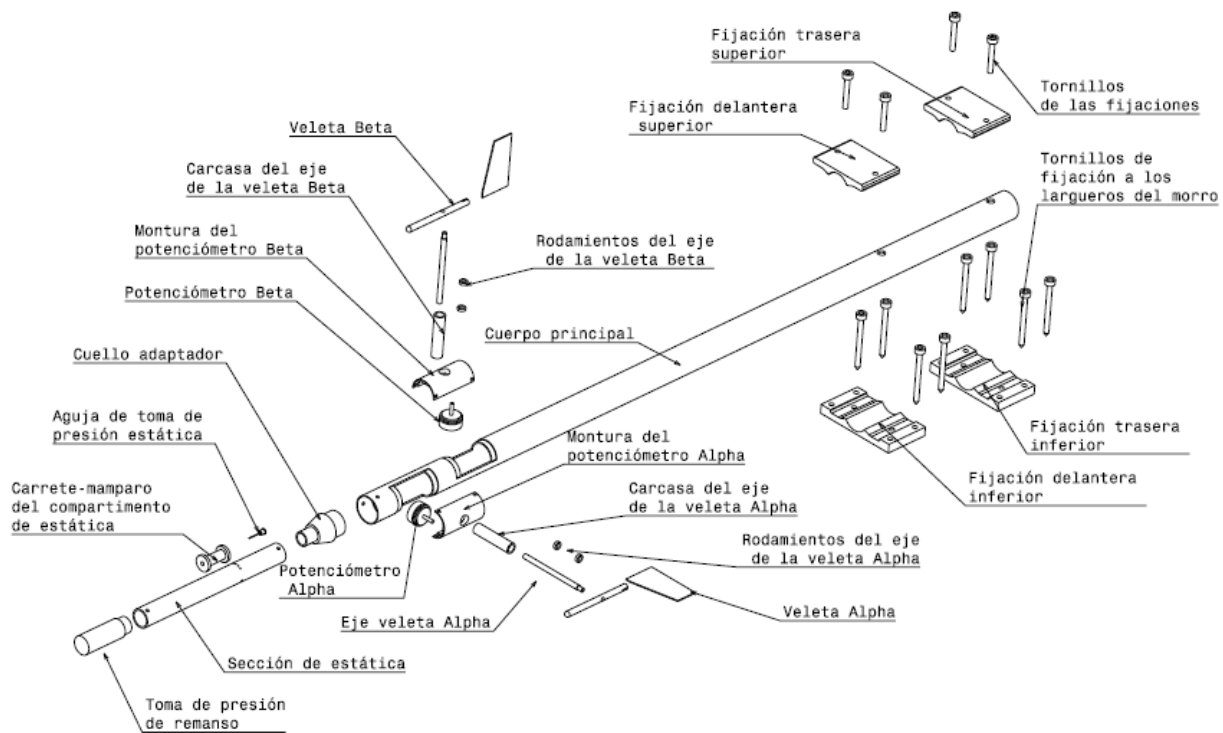 Fijación trasera
superior
Tornillos
de las fijaciones
Fijación delantera
superior
Veleta Beta
Tornillos de
fijación a los
largueros del morro
Carcasa del eje
de la veleta Beta
Montura del
potenciómetro Beta
Rodamientos del eje
de la veleta Beta
Potenciómetro Beta
Cuerpo principal
Cuello adaptador
Aguja de toma de
presión estática
Fijación trasera
inferior
Montura del
potenciómetro Alpha
Fijación delantera
inferior
Carrete-mamparo
del compartimento
de estática
Carcasa del eje
de la veleta Alpha
Rodamientos del eje
de la veleta Alpha
Potenciómetro
Alpha
Veleta Alpha
Eje veleta Alpha
Sección de estática
Toma de presión
de remanso